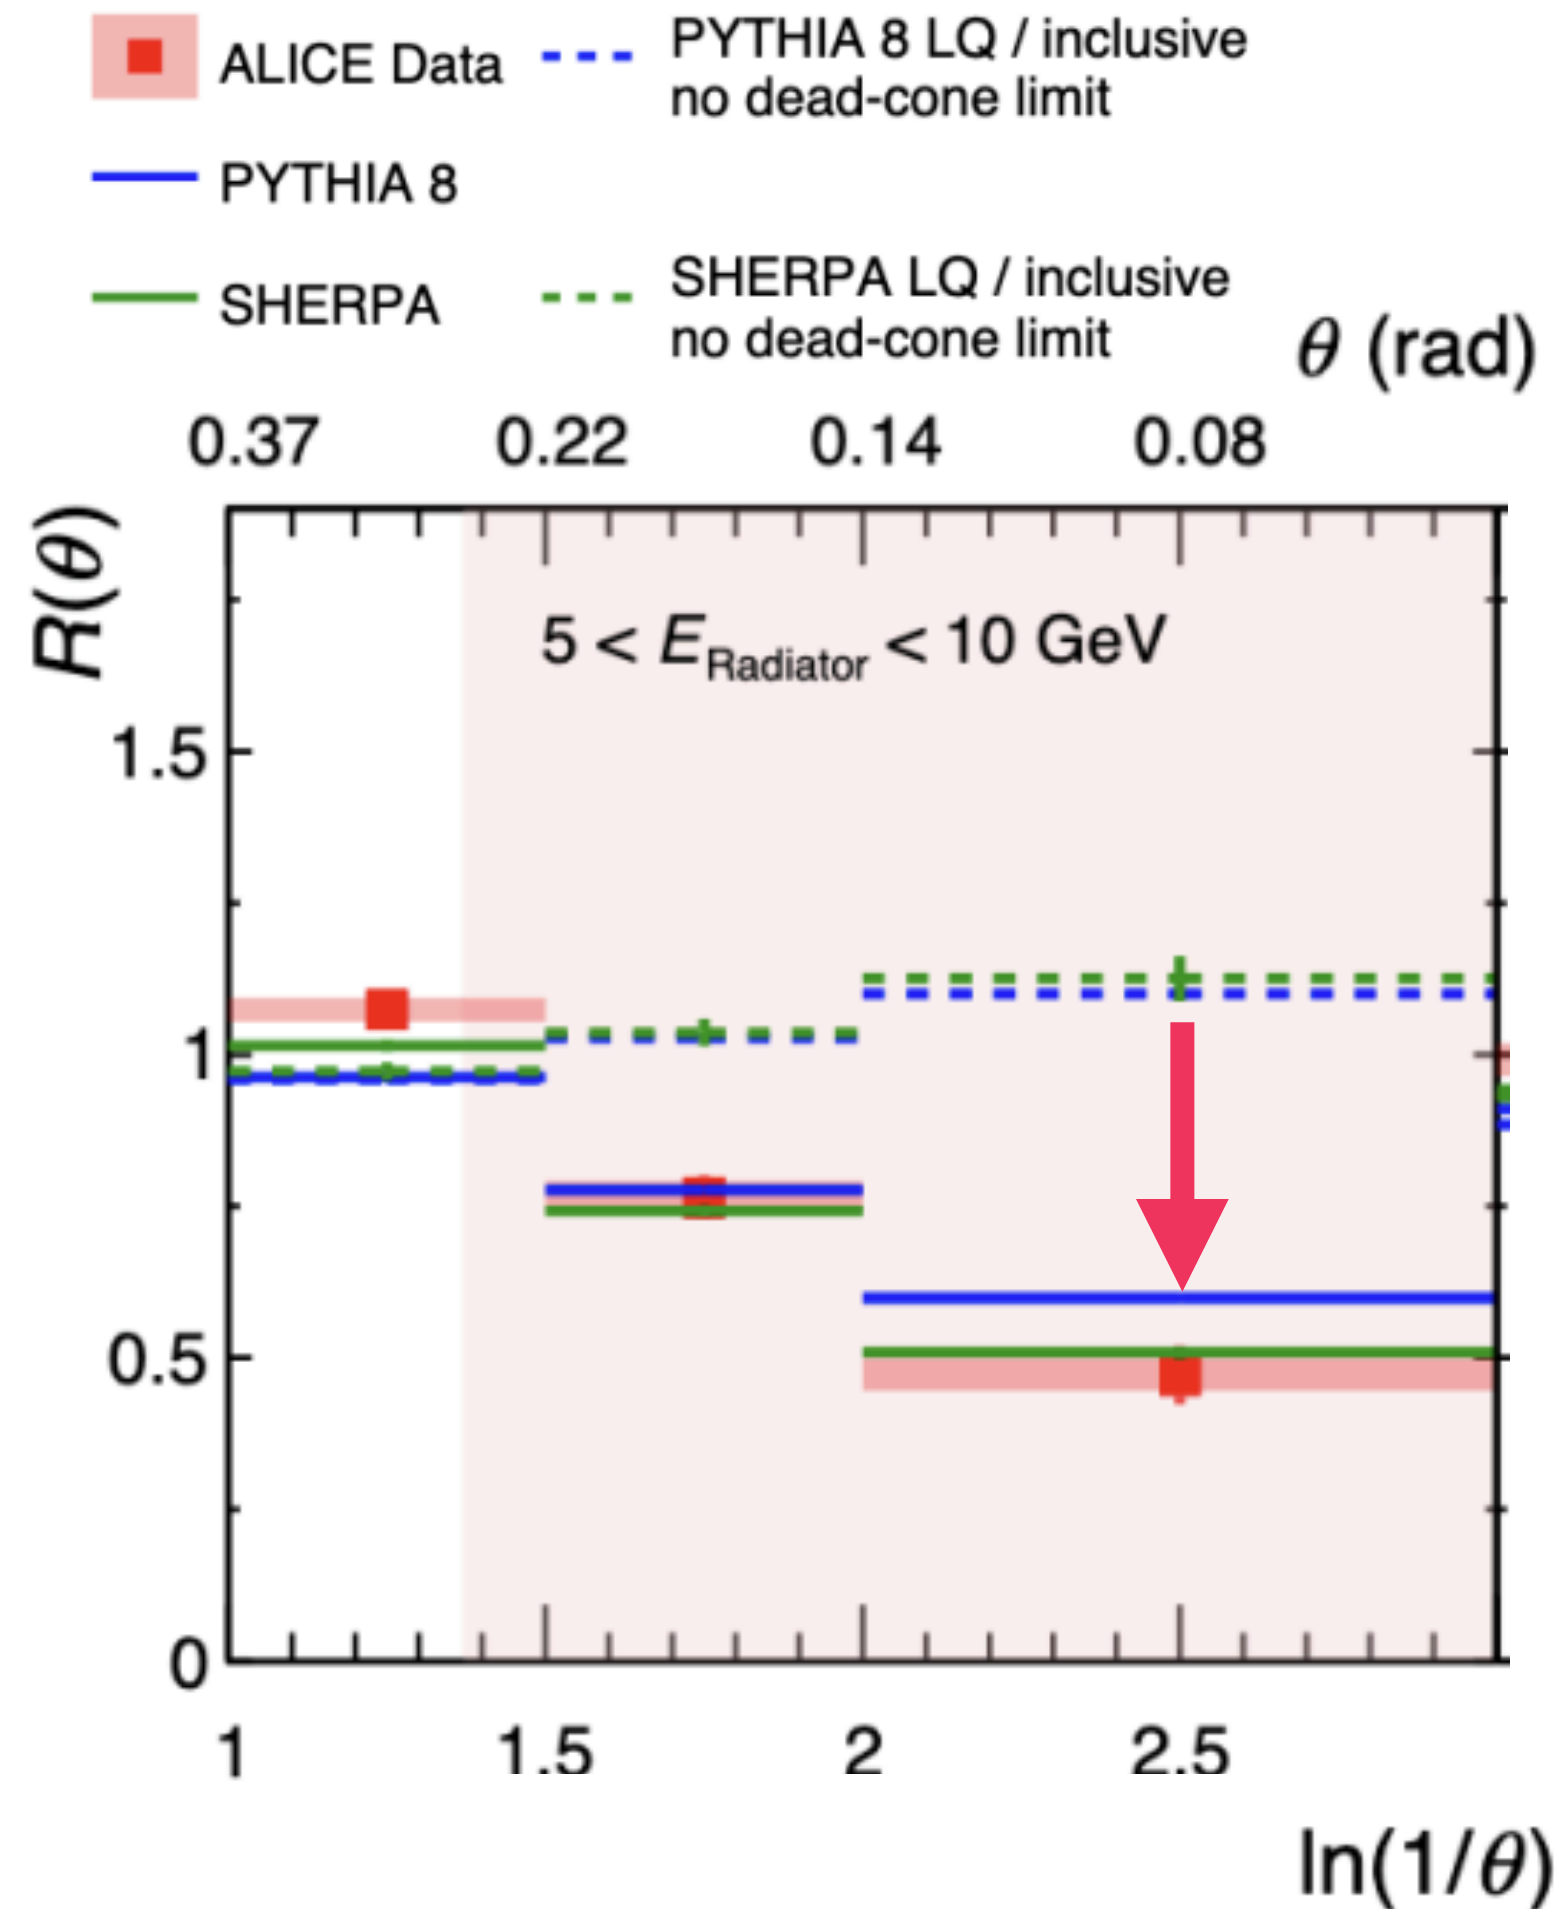 ALICE Data
PYTHIA 8 LQ / inclusive
no dead-cone limit
PYTHIA 8
SHERPA
SHERPA LQ / inclusive
no dead-cone limit
θ (rad)
0.37 0.22 0.14 0.08
R(θ)
5 < E_Radiator < 10 GeV
1.5
1
0.5
0
1 1.5 2 2.5
ln(1/θ)